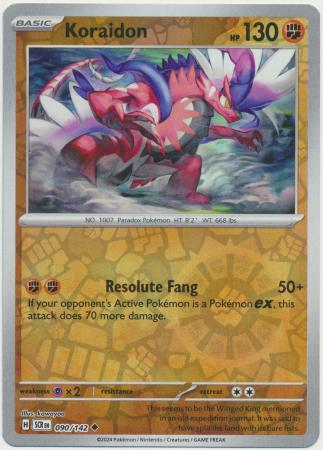 BASIC
Koraidon
HP 130
NO. 1007 Paradox Pokémon HT: 8'2" WT: 668 lbs.
Resolute Fang 50+
If your opponent's Active Pokémon is a Pokémon ex, this
attack does 70 more damage.
weakness ×2 resistance retreat
Illus. kawayoo
H SCR EN 090/142
This seems to be the Winged King mentioned
in an old expedition journal. It was said to have
split the land with its bare fists.
©2024 Pokémon / Nintendo / Creatures / GAME FREAK